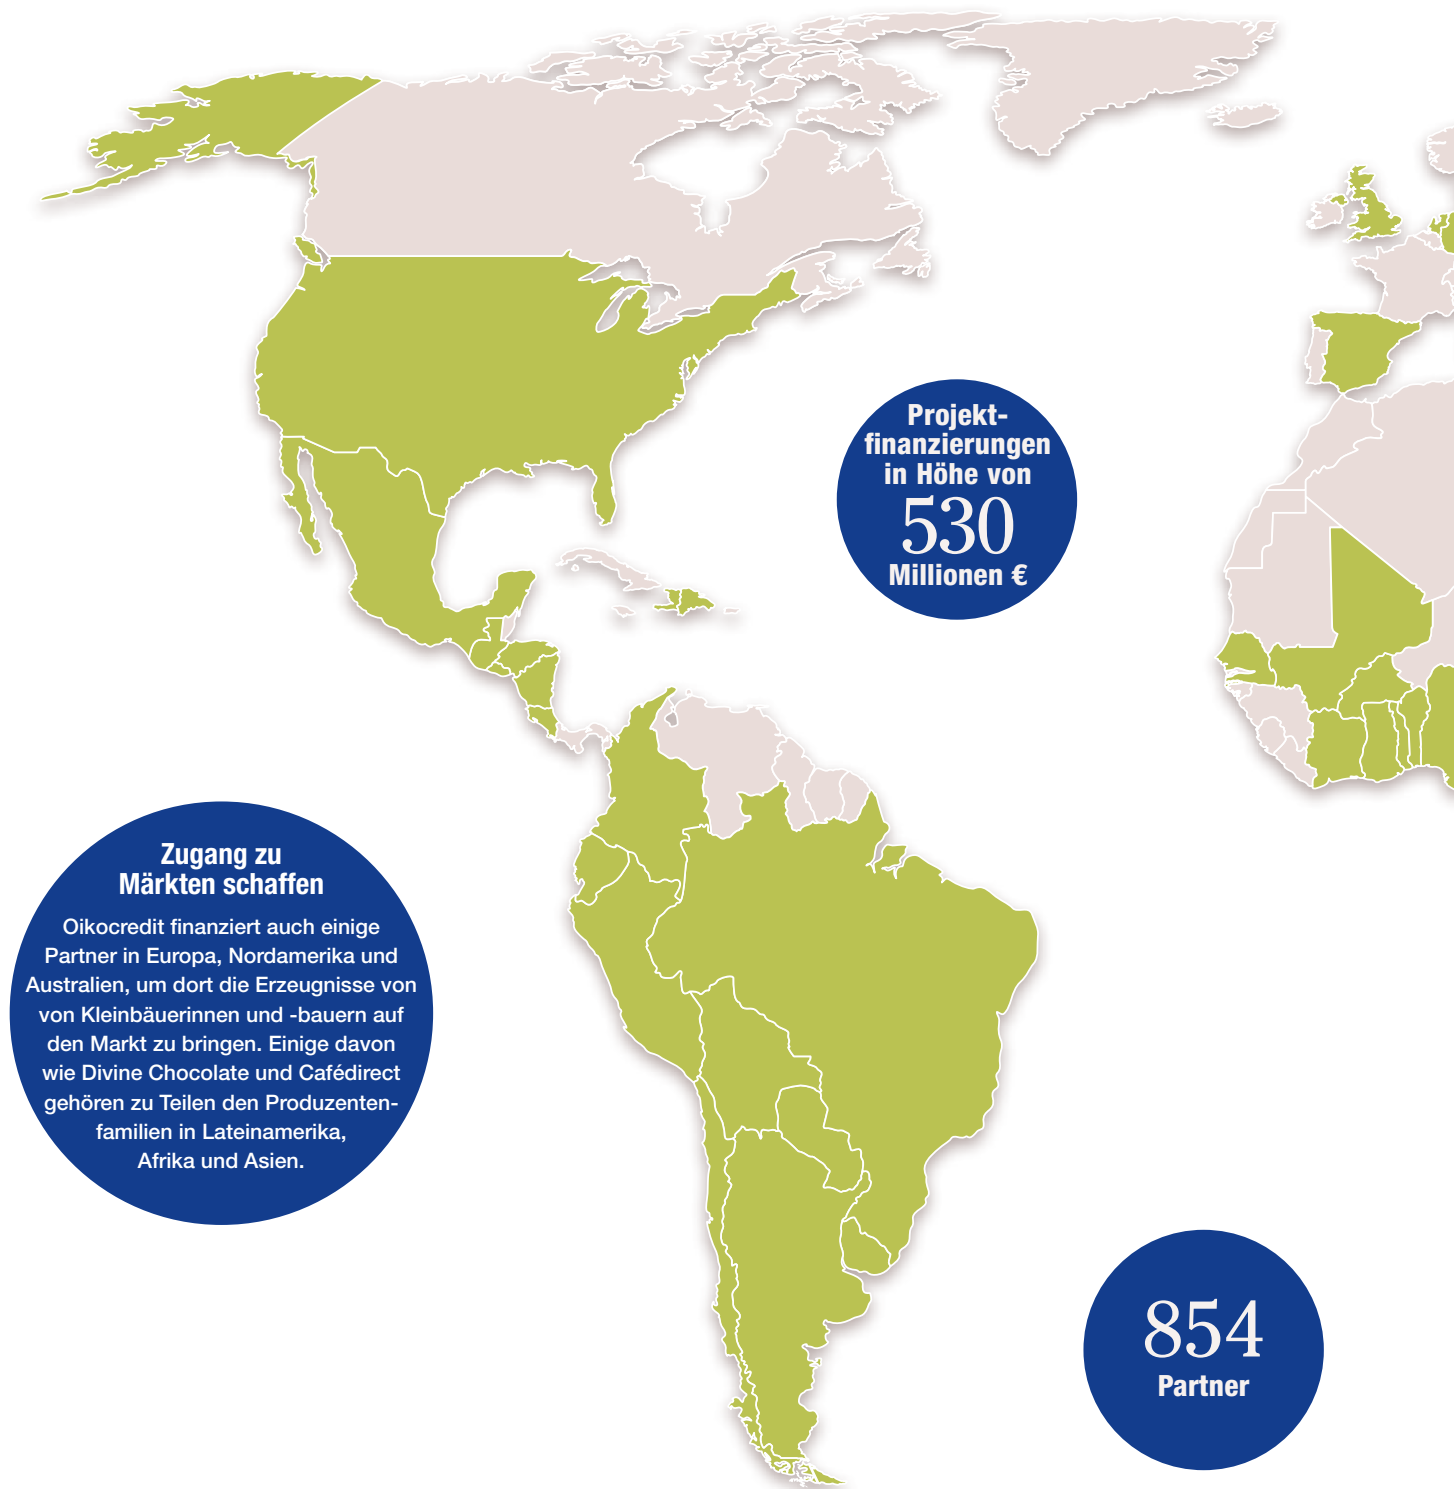 Projekt-
finanzierungen
in Höhe von
530
Millionen €
Zugang zu
Märkten schaffen
Oikocredit finanziert auch einige
Partner in Europa, Nordamerika und
Australien, um dort die Erzeugnisse von
von Kleinbäuerinnen und -bauern auf
den Markt zu bringen. Einige davon
wie Divine Chocolate und Cafédirect
gehören zu Teilen den Produzenten-
familien in Lateinamerika,
Afrika und Asien.
854
Partner